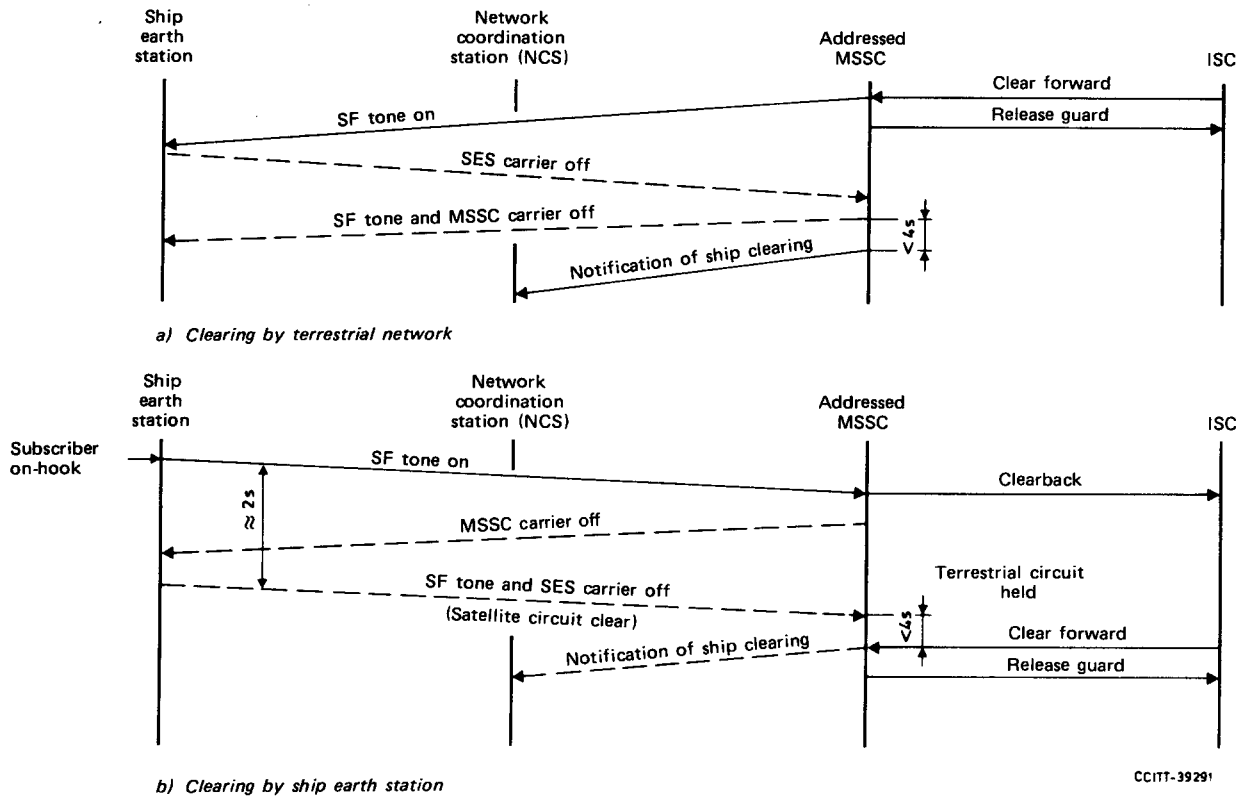 Ship
earth
station
Network
coordination
station (NCS)
Addressed
MSSC
ISC
Clear forward
SF tone on
Release guard
SES carrier off
SF tone and MSSC carrier off
< 4s
Notification of ship clearing
a) Clearing by terrestrial network
Ship
earth
station
Network
coordination
station (NCS)
Addressed
MSSC
ISC
Subscriber
on-hook
SF tone on
Clearback
≈ 2s
MSSC carrier off
SF tone and SES carrier off
Terrestrial circuit
held
(Satellite circuit clear)
<4s
Clear forward
Notification of ship clearing
Release guard
b) Clearing by ship earth station
CCITT-39291